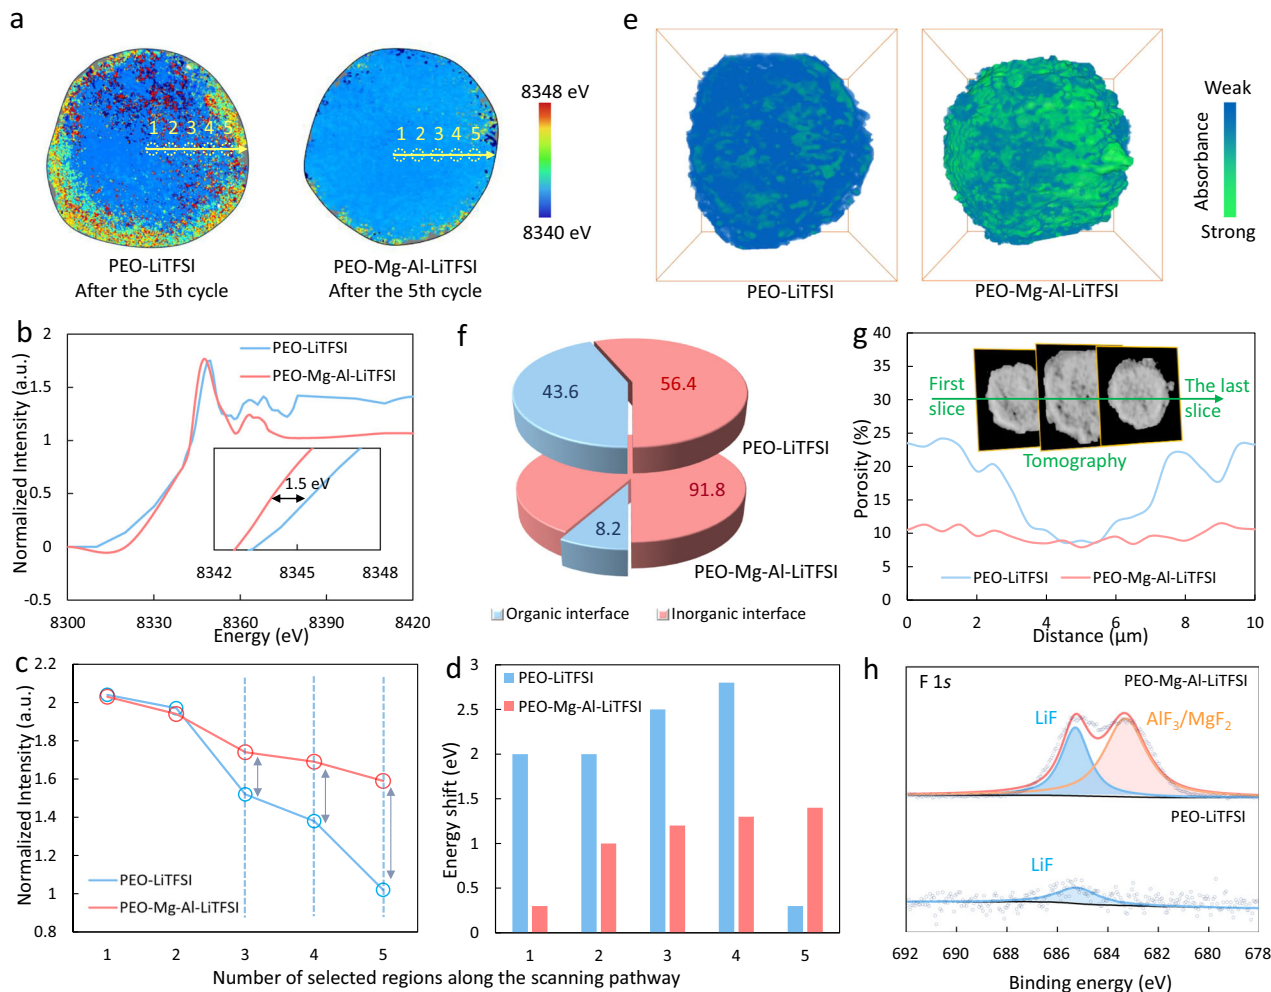 a
1 2 3 4 5
PEO-LiTFSI
After the 5th cycle
1 2 3 4 5
PEO-Mg-Al-LiTFSI
After the 5th cycle
8348 eV
8340 eV
e
PEO-LiTFSI
PEO-Mg-Al-LiTFSI
Weak
Absorbance
Strong
b
Normalized Intensity (a.u.)
2
1.5
1
0.5
0
-0.5
PEO-LiTFSI
PEO-Mg-Al-LiTFSI
1.5 eV
8342 8345 8348
8300 8330 8360 8390 8420
Energy (eV)
f
43.6
56.4
PEO-LiTFSI
91.8
8.2
PEO-Mg-Al-LiTFSI
Organic interface
Inorganic interface
g
Porosity (%)
40
35
30
25
20
15
10
5
0
First
slice
The last
slice
Tomography
PEO-LiTFSI
PEO-Mg-Al-LiTFSI
0 2 4 6 8 10
Distance (μm)
c
Normalized Intensity (a.u.)
2.2
2
1.8
1.6
1.4
1.2
1
0.8
PEO-LiTFSI
PEO-Mg-Al-LiTFSI
1 2 3 4 5
d
Energy shift (eV)
3
2.5
2
1.5
1
0.5
0
PEO-LiTFSI
PEO-Mg-Al-LiTFSI
1 2 3 4 5
Number of selected regions along the scanning pathway
h
F 1s
PEO-Mg-Al-LiTFSI
LiF
AlF₃/MgF₂
PEO-LiTFSI
LiF
692 690 688 686 684 682 680 678
Binding energy (eV)